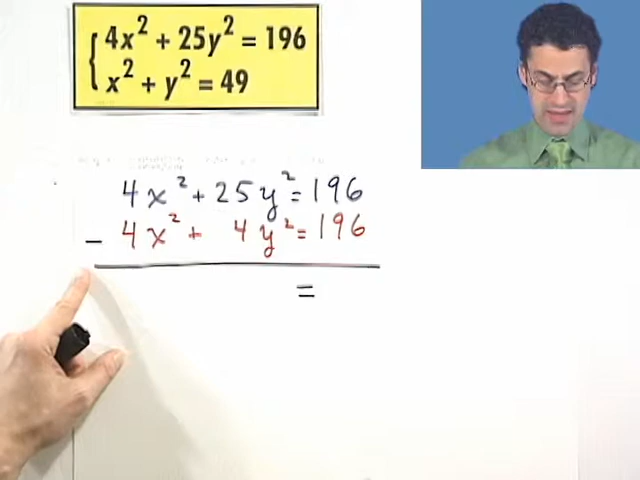 4x² + 25y² = 196
x² + y² = 49
4x² + 25y² = 196
− 4x² + 4y² = 196
=